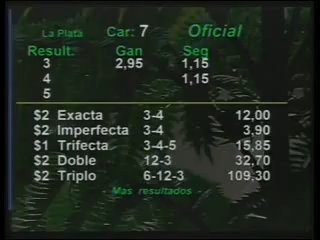 La Plata Car: 7 Oficial
Result. Gan Seg
3 2,95 1,15
4 1,15
5
$2 Exacta 3-4 12,00
$2 Imperfecta 3-4 3,90
$1 Trifecta 3-4-5 15,85
$2 Doble 12-3 32,70
$2 Triplo 6-12-3 109,30
- Mas resultados -